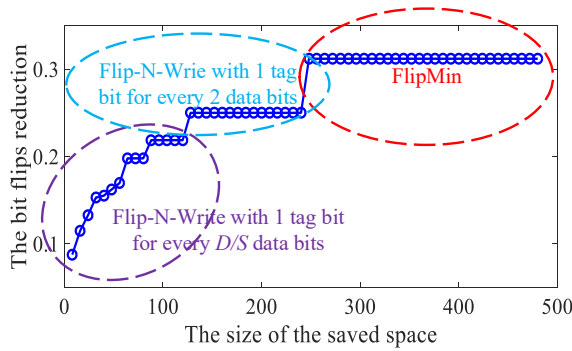 The bit flips reduction
0.3
0.2
0.1
Flip-N-Wrie with 1 tag
bit for every 2 data bits
FlipMin
Flip-N-Write with 1 tag bit
for every D/S data bits
0 100 200 300 400 500
The size of the saved space